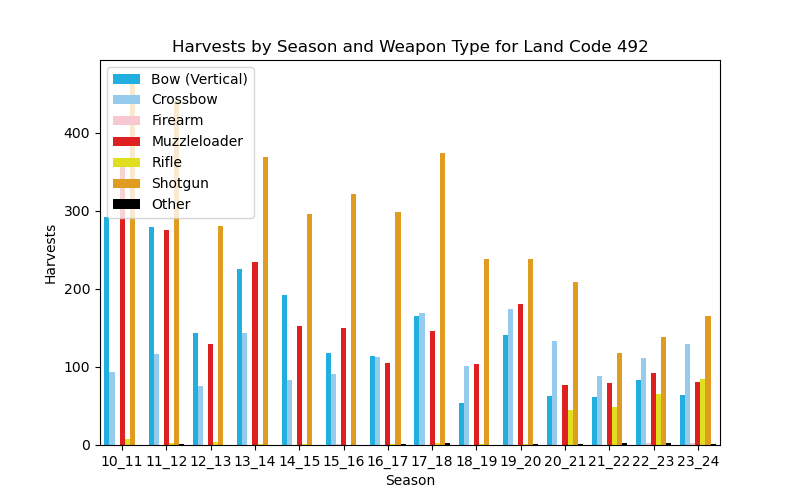 Harvests by Season and Weapon Type for Land Code 492
Bow (Vertical)
Crossbow
Firearm
Muzzleloader
Rifle
Shotgun
Other
400
300
200
100
0
Harvests
10_11 11_12 12_13 13_14 14_15 15_16 16_17 17_18 18_19 19_20 20_21 21_22 22_23 23_24
Season